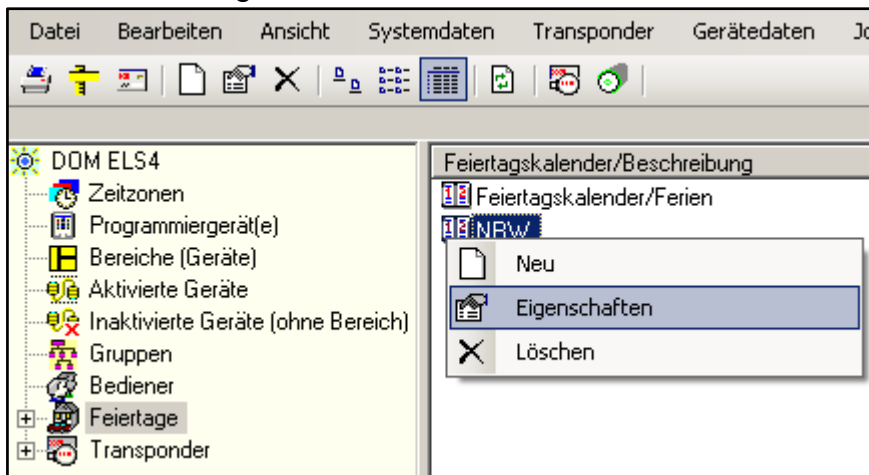 Datei Bearbeiten Ansicht Systemdaten Transponder Gerätedaten
DOM ELS4
Zeitzonen
Programmiergerät(e)
Bereiche (Geräte)
Aktivierte Geräte
Inaktivierte Geräte (ohne Bereich)
Gruppen
Bediener
Feiertage
Transponder
Feiertagskalender/Beschreibung
Feiertagskalender/Ferien
NRW
Neu
Eigenschaften
Löschen